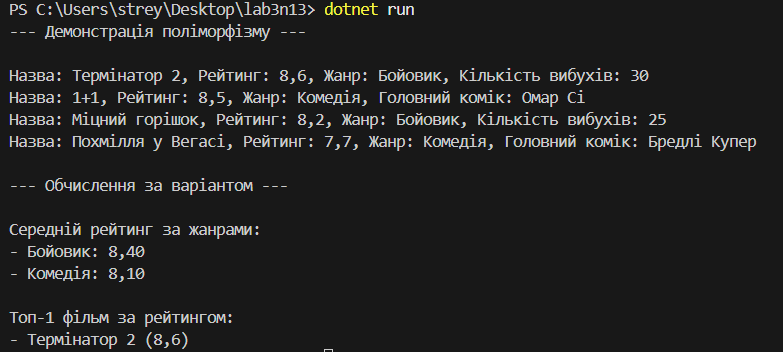 PS C:\Users\strey\Desktop\lab3n13> dotnet run
--- Демонстрація поліморфізму ---
Назва: Термінатор 2, Рейтинг: 8,6, Жанр: Бойовик, Кількість вибухів: 30
Назва: 1+1, Рейтинг: 8,5, Жанр: Комедія, Головний комік: Омар Сі
Назва: Міцний горішок, Рейтинг: 8,2, Жанр: Бойовик, Кількість вибухів: 25
Назва: Похмілля у Вегасі, Рейтинг: 7,7, Жанр: Комедія, Головний комік: Бредлі Купер
--- Обчислення за варіантом ---
Середній рейтинг за жанрами:
- Бойовик: 8,40
- Комедія: 8,10
Топ-1 фільм за рейтингом:
- Термінатор 2 (8,6)